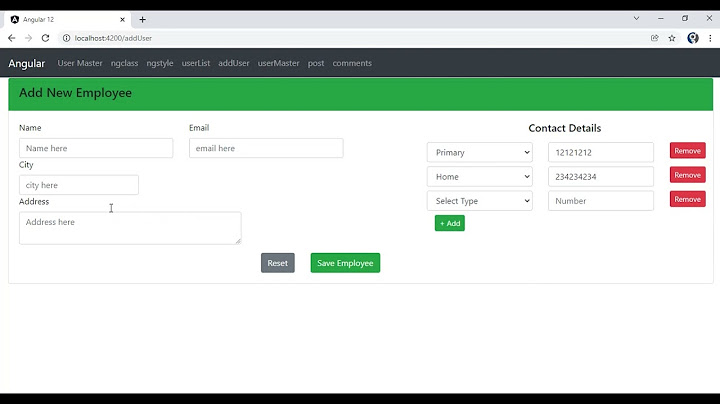 Angular 12
localhost:4200/addUser
Angular User Master ngclass ngstyle userList addUser userMaster post comments
Add New Employee
Name Email
Name here email here
City
city here
Address
Address here
Contact Details
Primary 12121212 Remove
Home 234234234 Remove
Select Type Number Remove
+ Add
Reset Save Employee